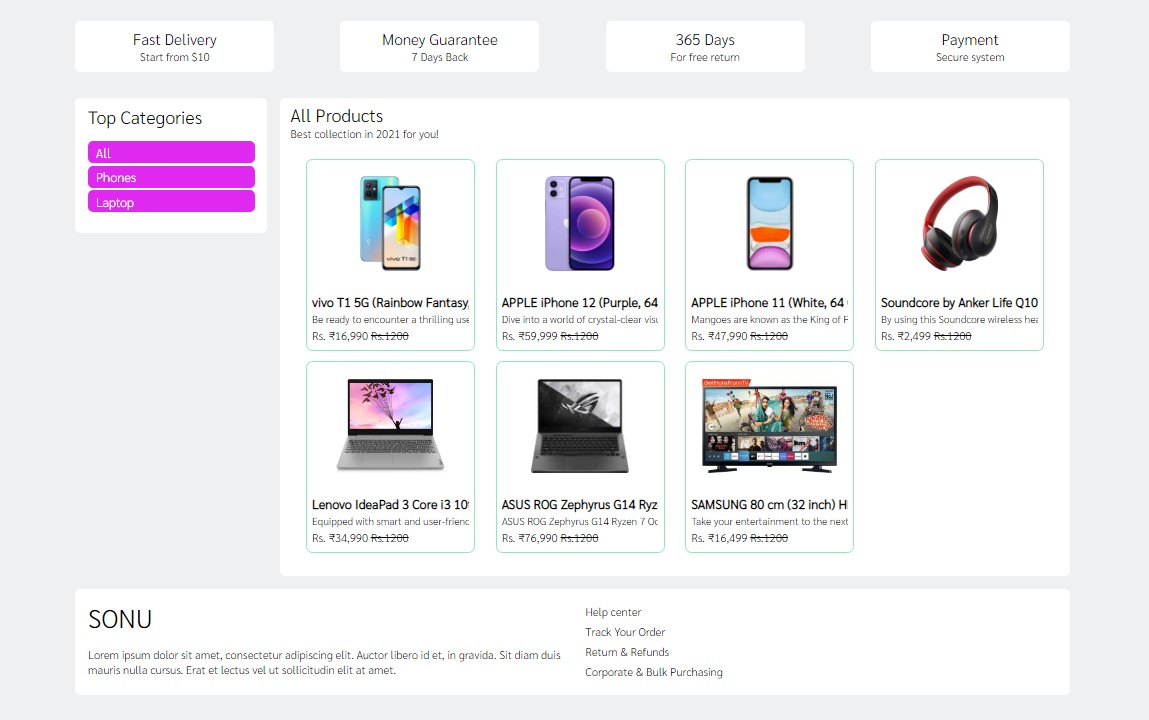 Fast Delivery
Start from $10
Money Guarantee
7 Days Back
365 Days
For free return
Payment
Secure system
Top Categories
All
Phones
Laptop
All Products
Best collection in 2021 for you!
vivo T1 5G (Rainbow Fantasy,
Be ready to encounter a thrilling use
Rs. ₹16,990 Rs.1200
APPLE iPhone 12 (Purple, 64
Dive into a world of crystal-clear visu
Rs. ₹59,999 Rs.1200
APPLE iPhone 11 (White, 64
Mangoes are known as the King of F
Rs. ₹47,990 Rs.1200
Soundcore by Anker Life Q10
By using this Soundcore wireless hea
Rs. ₹2,499 Rs.1200
Lenovo IdeaPad 3 Core i3 10
Equipped with smart and user-friend
Rs. ₹34,990 Rs.1200
ASUS ROG Zephyrus G14 Ryz
ASUS ROG Zephyrus G14 Ryzen 7 Oc
Rs. ₹76,990 Rs.1200
SAMSUNG 80 cm (32 inch) H
Take your entertainment to the next
Rs. ₹16,499 Rs.1200
SONU
Lorem ipsum dolor sit amet, consectetur adipiscing elit. Auctor libero id et, in gravida. Sit diam duis
mauris nulla cursus. Erat et lectus vel ut sollicitudin elit at amet.
Help center
Track Your Order
Return & Refunds
Corporate & Bulk Purchasing